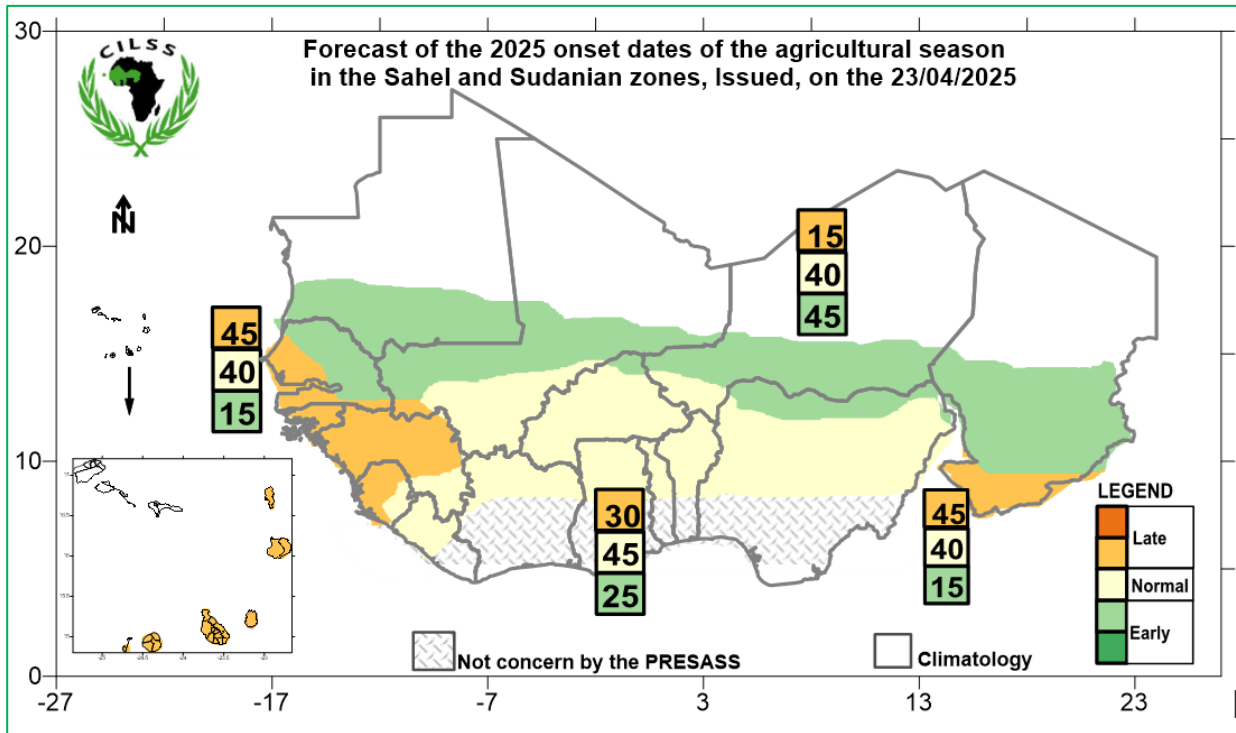 CILSS
Forecast of the 2025 onset dates of the agricultural season
in the Sahel and Sudanian zones, Issued, on the 23/04/2025
N
30
20
10
0
-27
-17
-7
3
13
23
45
40
15
15
40
45
30
45
25
45
40
15
LEGEND
Late
Normal
Early
Not concern by the PRESASS
Climatology